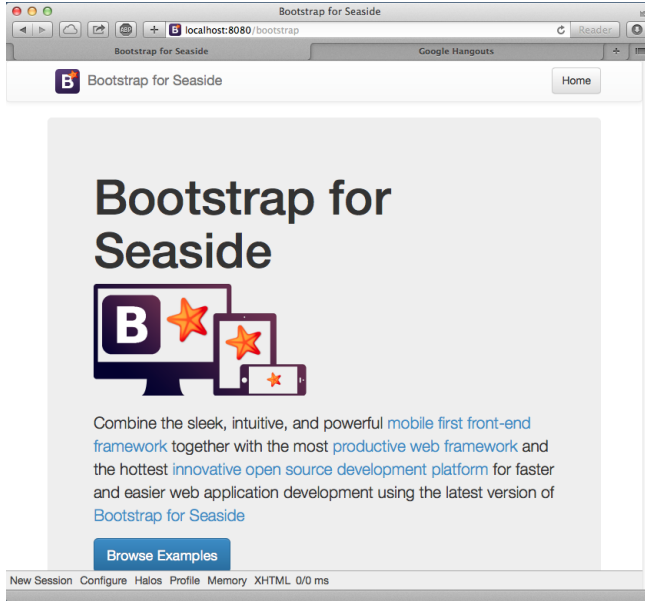 Bootstrap for Seaside
localhost:8080/bootstrap
Reader
Bootstrap for Seaside
Google Hangouts
B Bootstrap for Seaside
Home
Bootstrap for
Seaside
B
Combine the sleek, intuitive, and powerful mobile first front-end
framework together with the most productive web framework and
the hottest innovative open source development platform for faster
and easier web application development using the latest version of
Bootstrap for Seaside
Browse Examples
New Session Configure Halos Profile Memory XHTML 0/0 ms